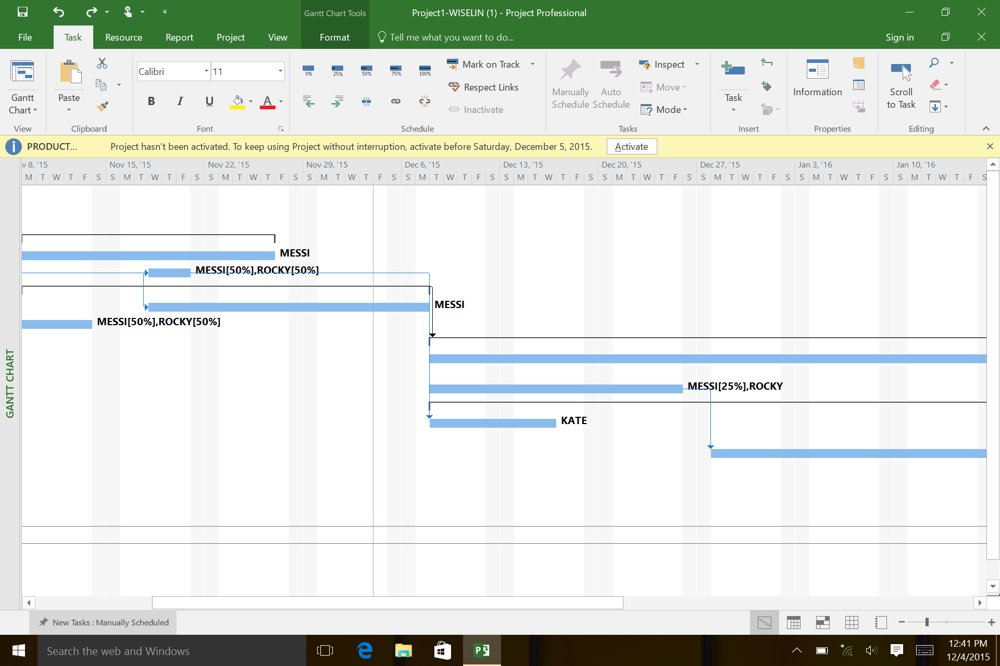 Gantt Chart Tools
Project1-WISELIN (1) - Project Professional
File
Task
Resource
Report
Project
View
Format
Tell me what you want to do...
Sign in
Gantt
Chart
View
Paste
Clipboard
Calibri
11
B I U A
Font
0%
25%
50%
75%
100%
Mark on Track
Respect Links
Inactivate
Schedule
Manually
Schedule
Auto
Schedule
Inspect
Move
Mode
Tasks
Task
Insert
Information
Properties
Scroll
to Task
Editing
PRODUCT...
Project hasn't been activated. To keep using Project without interruption, activate before Saturday, December 5, 2015.
Activate
v 8, '15
Nov 15, '15
Nov 22, '15
Nov 29, '15
Dec 6, '15
Dec 13, '15
Dec 20, '15
Dec 27, '15
Jan 3, '16
Jan 10, '16
M T W T F S S M T W T F S S M T W T F S S M T W T F S S M T W T F S S M T W T F S S M T W T F S S M T W T F S S M T W T F S S M T W T F S
MESSI
MESSI[50%],ROCKY[50%]
MESSI
MESSI[50%],ROCKY[50%]
MESSI[25%],ROCKY
KATE
GANTT CHART
New Tasks : Manually Scheduled
Search the web and Windows
12:41 PM
12/4/2015